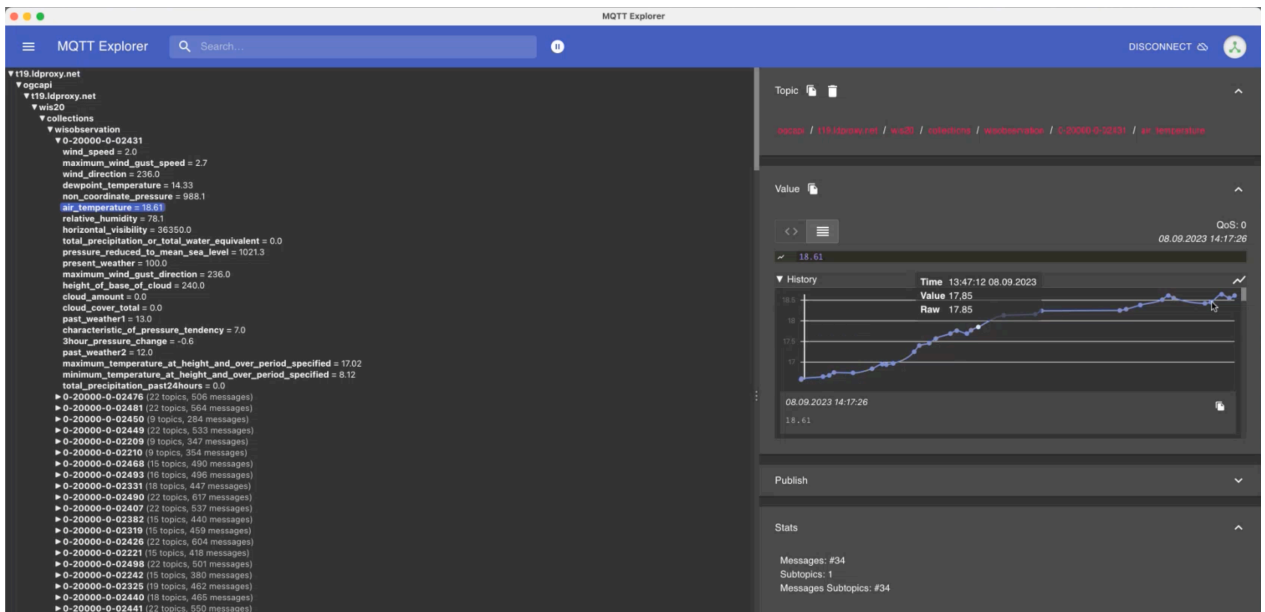 MQTT Explorer
MQTT Explorer
Search...
DISCONNECT
▼t19.ldproxy.net
▼ogcapi
▼t19.ldproxy.net
▼wis20
▼collections
▼wisobservation
▼0-20000-0-02431
wind_speed = 2.0
maximum_wind_gust_speed = 2.7
wind_direction = 236.0
dewpoint_temperature = 14.33
non_coordinate_pressure = 988.1
air_temperature = 18.61
relative_humidity = 78.1
horizontal_visibility = 36350.0
total_precipitation_or_total_water_equivalent = 0.0
pressure_reduced_to_mean_sea_level = 1021.3
present_weather = 100.0
maximum_wind_gust_direction = 236.0
height_of_base_of_cloud = 240.0
cloud_amount = 0.0
cloud_cover_total = 0.0
past_weather1 = 13.0
characteristic_of_pressure_tendency = 7.0
3hour_pressure_change = -0.6
past_weather2 = 12.0
maximum_temperature_at_height_and_over_period_specified = 17.02
minimum_temperature_at_height_and_over_period_specified = 8.12
total_precipitation_past24hours = 0.0
▶0-20000-0-02476 (22 topics, 506 messages)
▶0-20000-0-02481 (22 topics, 564 messages)
▶0-20000-0-02450 (9 topics, 284 messages)
▶0-20000-0-02449 (22 topics, 533 messages)
▶0-20000-0-02209 (9 topics, 347 messages)
▶0-20000-0-02210 (9 topics, 354 messages)
▶0-20000-0-02468 (15 topics, 490 messages)
▶0-20000-0-02493 (16 topics, 496 messages)
▶0-20000-0-02331 (18 topics, 447 messages)
▶0-20000-0-02490 (22 topics, 617 messages)
▶0-20000-0-02407 (22 topics, 537 messages)
▶0-20000-0-02382 (15 topics, 440 messages)
▶0-20000-0-02319 (15 topics, 459 messages)
▶0-20000-0-02426 (22 topics, 604 messages)
▶0-20000-0-02221 (15 topics, 418 messages)
▶0-20000-0-02498 (22 topics, 501 messages)
▶0-20000-0-02242 (15 topics, 380 messages)
▶0-20000-0-02325 (19 topics, 462 messages)
▶0-20000-0-02440 (18 topics, 465 messages)
▶0-20000-0-02441 (22 topics, 550 messages)
Topic
ogcapi / t19.ldproxy.net / wis20 / collections / wisobservation / 0-20000-0-02431 / air_temperature
Value
QoS: 0
08.09.2023 14:17:26
18.61
▼ History
Time 13:47:12 08.09.2023
Value 17,85
Raw 17.85
18.5
18
17.5
17
08.09.2023 14:17:26
18.61
Publish
Stats
Messages: #34
Subtopics: 1
Messages Subtopics: #34